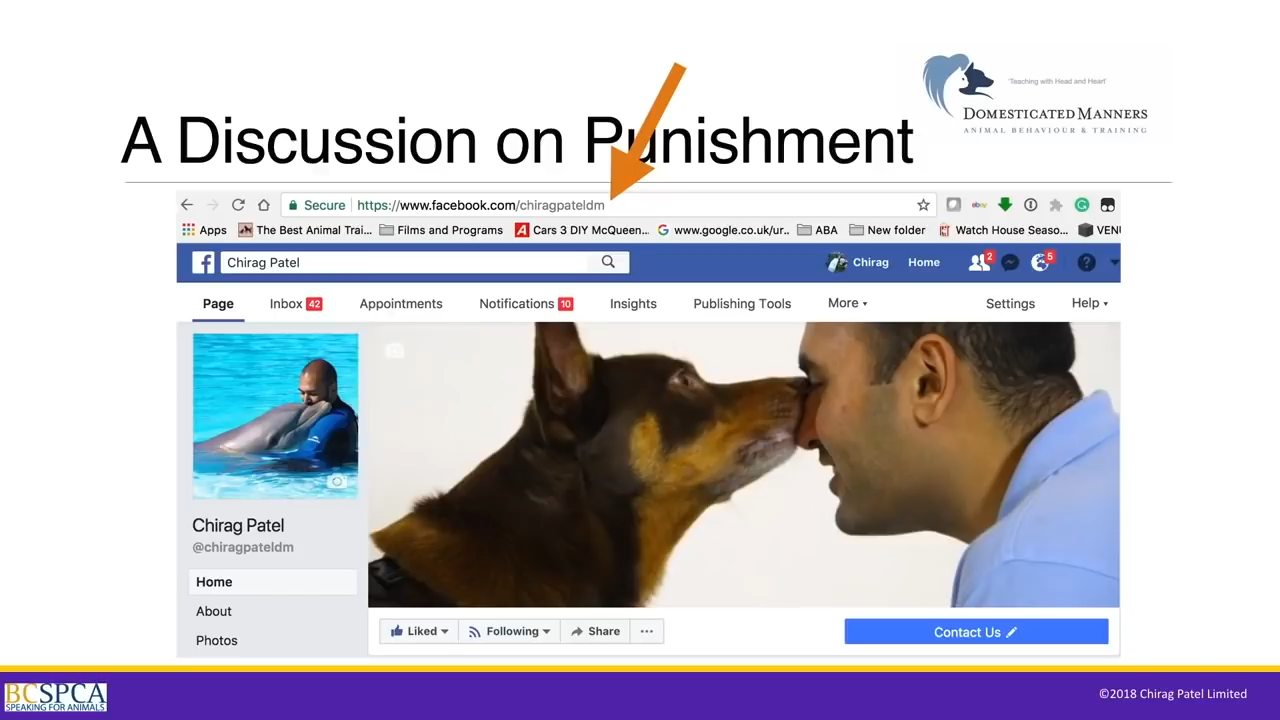 'Teaching with Head and Heart'
DOMESTICATED MANNERS
ANIMAL BEHAVIOUR & TRAINING
A Discussion on Punishment
Secure https://www.facebook.com/chiragpateldm
Apps The Best Animal Trai... Films and Programs Cars 3 DIY McQueen... www.google.co.uk/ur.. ABA New folder Watch House Seaso... VENU
Chirag Patel Chirag Home 2 5
Page Inbox 42 Appointments Notifications 10 Insights Publishing Tools More Settings Help
Chirag Patel
@chiragpateldm
Home
About
Photos
Liked Following Share ... Contact Us
BCSPCA
SPEAKING FOR ANIMALS
©2018 Chirag Patel Limited